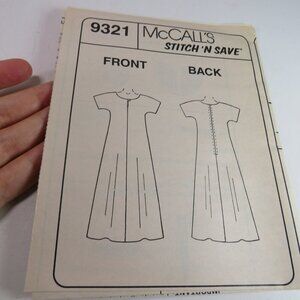 9321
McCALL'S
STITCH 'N SAVE®
FRONT
BACK